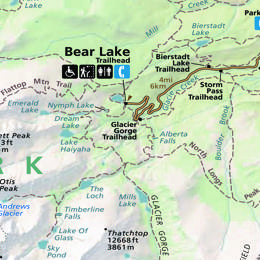 Creek
Park
Bierstadt
Lake
Bear Lake
Trailhead
Bierstadt
Lake
Trailhead
4mi
6km
Storm
Pass
Trailhead
Flattop Mtn Trail
Emerald
Lake
Nymph Lake
Dream
Lake
Glacier
Gorge
Trailhead
Creek
Boulder Brook
Lake
Haiyaha
Alberta
Falls
ett Peak
3ft
m
K
North Longs Peak
Otis
Peak
The
Loch
Mills
Lake
Andrews
Glacier
Timberline
Falls
GLACIER GORGE
Lake Of
Glass
Thatchtop
12668ft
3861m
Sky
Pond
FIELD